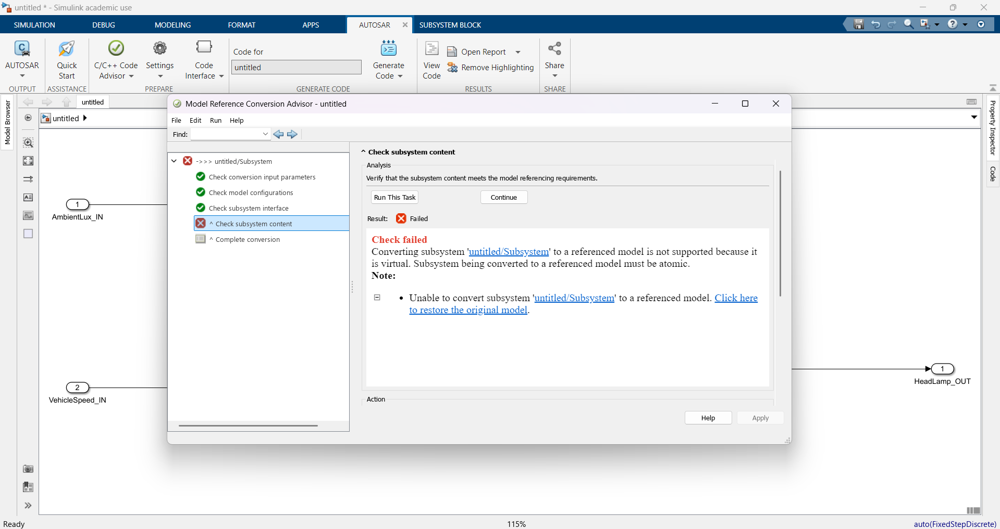 untitled * - Simulink academic use
SIMULATION DEBUG MODELING FORMAT APPS AUTOSAR SUBSYSTEM BLOCK
AUTOSAR
Quick
Start
C/C++ Code
Advisor
Settings
Code
Interface
Code for
untitled
Generate
Code
View
Code
Open Report
Remove Highlighting
Share
OUTPUT ASSISTANCE PREPARE GENERATE CODE RESULTS SHARE
Model Browser
untitled
untitled
Property Inspector
Code
1
AmbientLux_IN
2
VehicleSpeed_IN
1
HeadLamp_OUT
Model Reference Conversion Advisor - untitled
File Edit Run Help
Find:
->>> untitled/Subsystem
Check conversion input parameters
Check model configurations
Check subsystem interface
^ Check subsystem content
^ Complete conversion
^ Check subsystem content
Analysis
Verify that the subsystem content meets the model referencing requirements.
Run This Task Continue
Result: Failed
Check failed
Converting subsystem 'untitled/Subsystem' to a referenced model is not supported because it
is virtual. Subsystem being converted to a referenced model must be atomic.
Note:
• Unable to convert subsystem 'untitled/Subsystem' to a referenced model. Click here
to restore the original model.
Action
Help Apply
Ready 115% auto(FixedStepDiscrete)